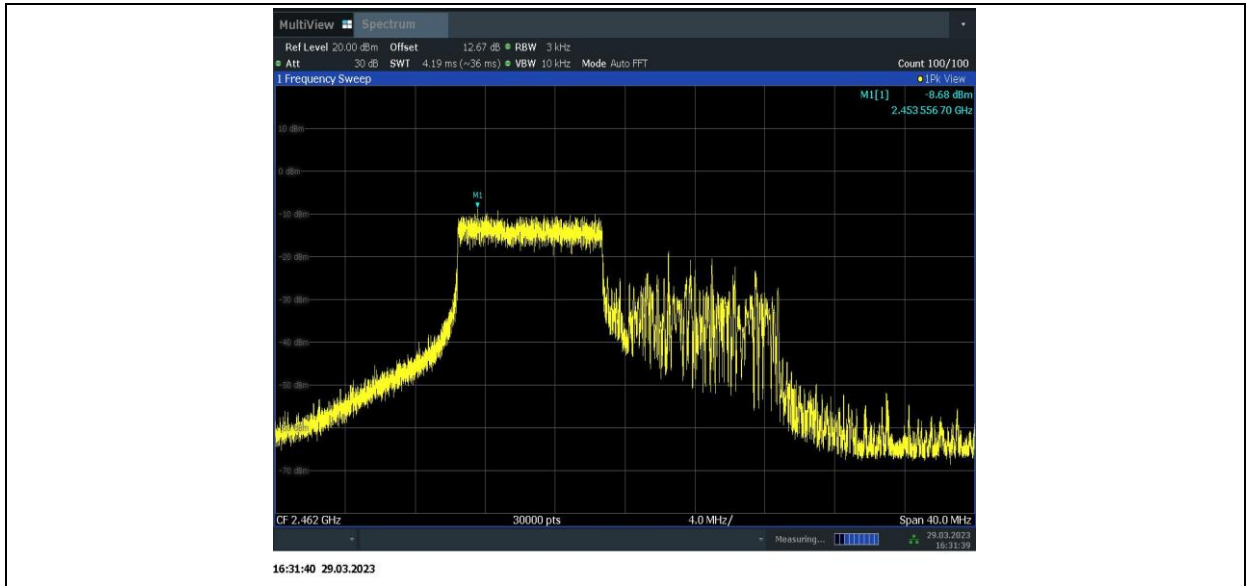 MultiView Spectrum
Ref Level 20.00 dBm Offset 12.67 dB RBW 3 kHz
Att 30 dB SWT 4.19 ms (~36 ms) VBW 10 kHz Mode Auto FFT Count 100/100
1 Frequency Sweep 1Pk View
M1[1] -8.68 dBm
2.453 556 70 GHz
10 dBm
0 dBm
M1
-10 dBm
-20 dBm
-30 dBm
-40 dBm
-50 dBm
-70 dBm
CF 2.462 GHz 30000 pts 4.0 MHz/ Span 40.0 MHz
Measuring... 29.03.2023
16:31:39
16:31:40 29.03.2023